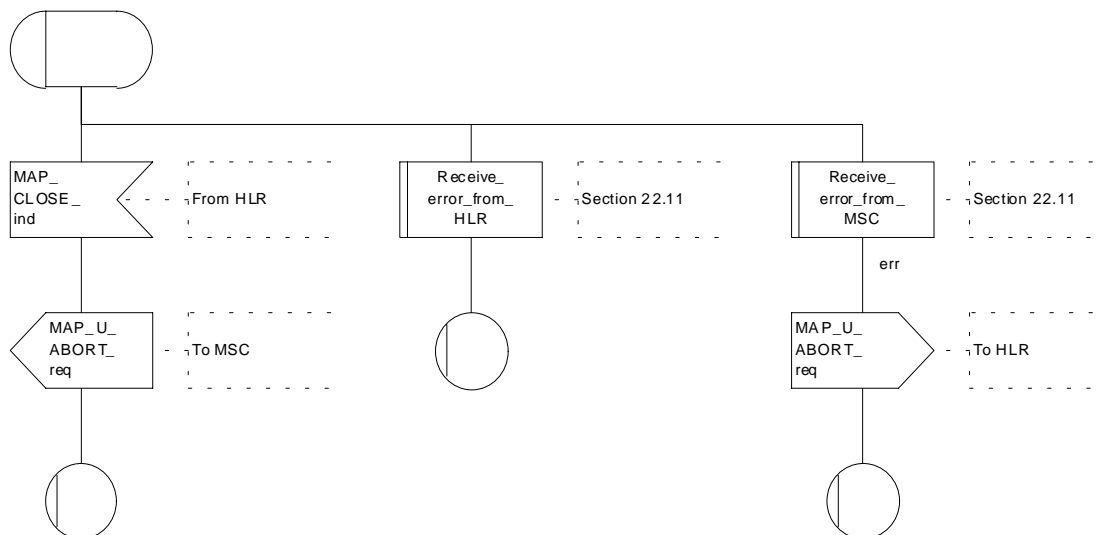 MAP_
CLOSE_
ind
From HLR
Receive_
error_from_
HLR
Section 22.11
Receive_
error_from_
MSC
Section 22.11
err
MAP_U_
ABORT_
req
To MSC
MAP_U_
ABORT_
req
To HLR